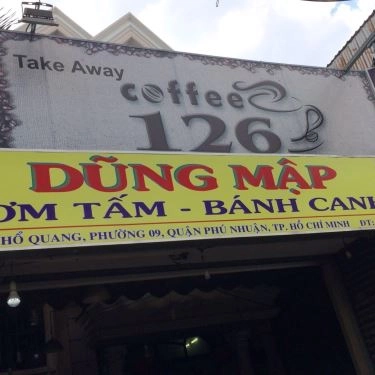 Take Away
coffee
126
DŨNG MẬP
ƠM TẤM - BÁNH CANH
HỔ QUANG, PHƯỜNG 09, QUẬN PHÚ NHUẬN, TP. HỒ CHÍ MINH ĐT: